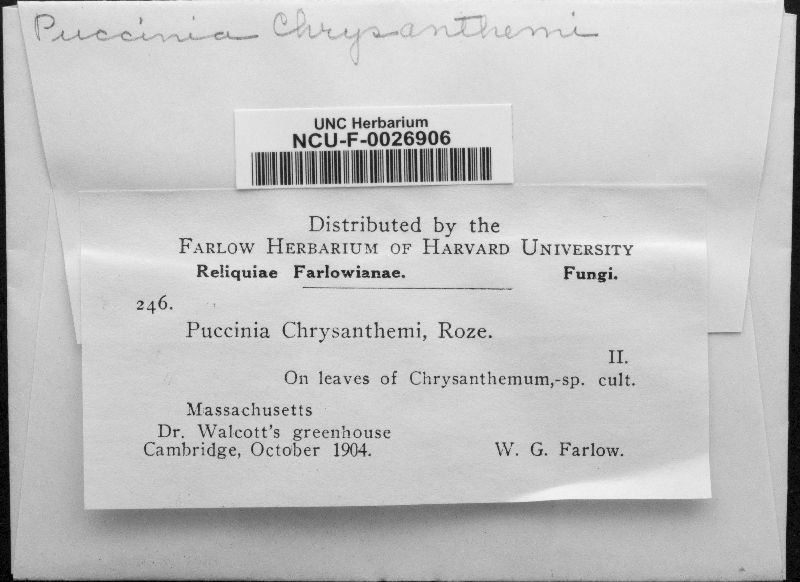 Puccinia Chrysanthemi
UNC Herbarium
NCU-F-0026906
Distributed by the
FARLOW HERBARIUM OF HARVARD UNIVERSITY
Reliquiae Farlowianae. Fungi.
246.
Puccinia Chrysanthemi, Roze.
II.
On leaves of Chrysanthemum,-sp. cult.
Massachusetts
Dr. Walcott's greenhouse
Cambridge, October 1904. W. G. Farlow.